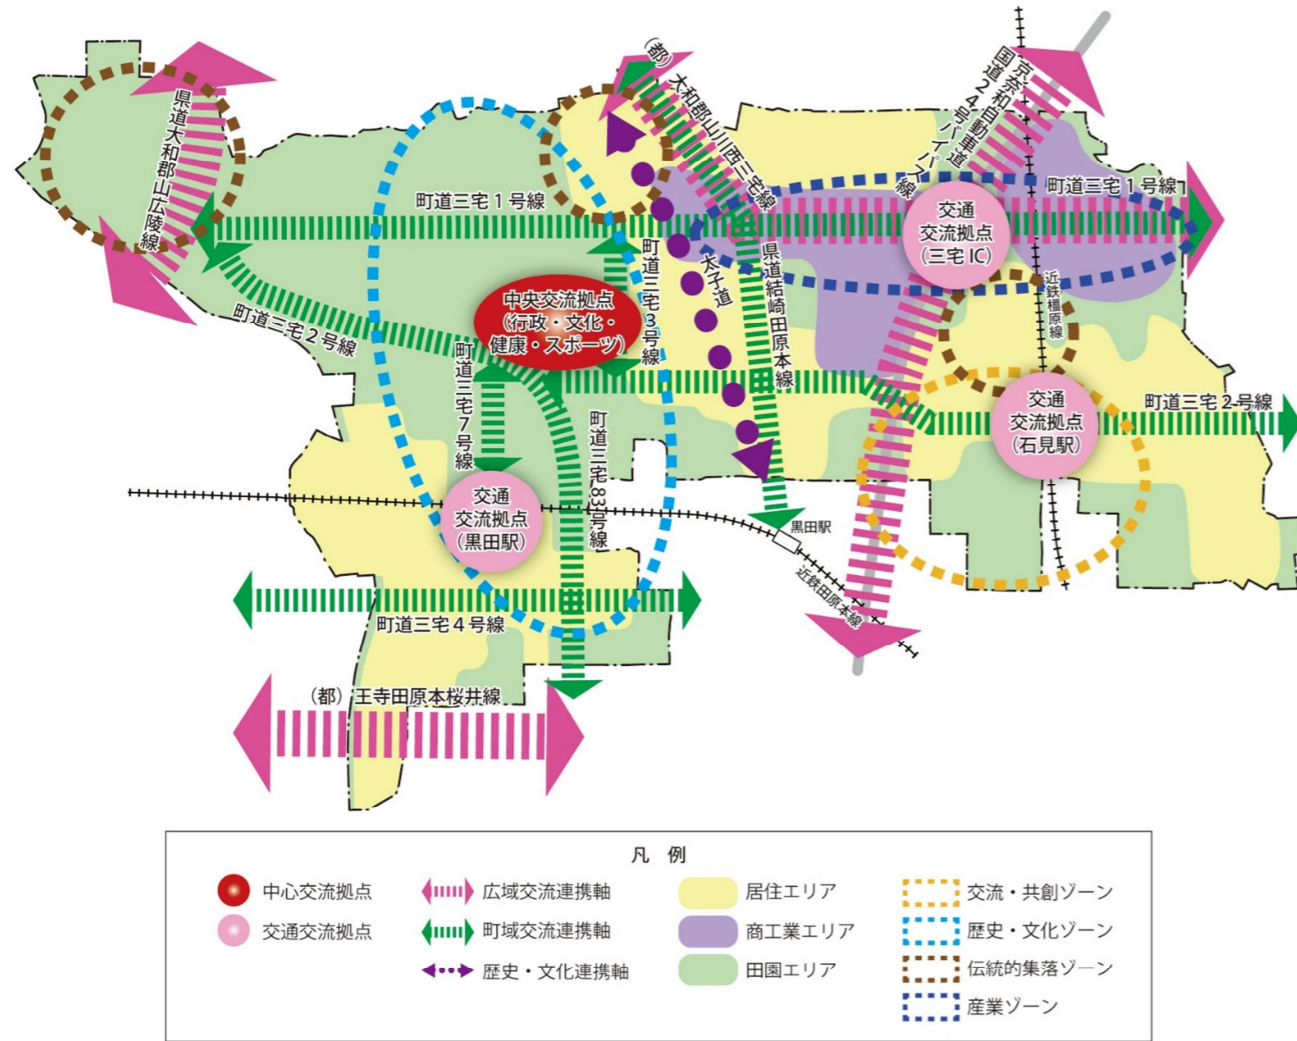 (都)大和郡山川西三宅線
京奈和自動車道
国道24号バイパス線
県道大和郡山広陵線
町道三宅1号線
町道三宅1号線
交通
交流拠点
(三宅IC)
太子道
県道結崎田原本線
近鉄橿原線
中央交流拠点
(行政・文化・
健康・スポーツ)
町道三宅3号線
町道三宅2号線
町道三宅7号線
町道三宅83号線
交通
交流拠点
(石見駅)
町道三宅2号線
交通
交流拠点
(黒田駅)
黒田駅
近鉄田原本線
町道三宅4号線
(都)王寺田原本桜井線
凡 例
中心交流拠点
交通交流拠点
広域交流連携軸
町域交流連携軸
歴史・文化連携軸
居住エリア
商工業エリア
田園エリア
交流・共創ゾーン
歴史・文化ゾーン
伝統的集落ゾーン
産業ゾーン